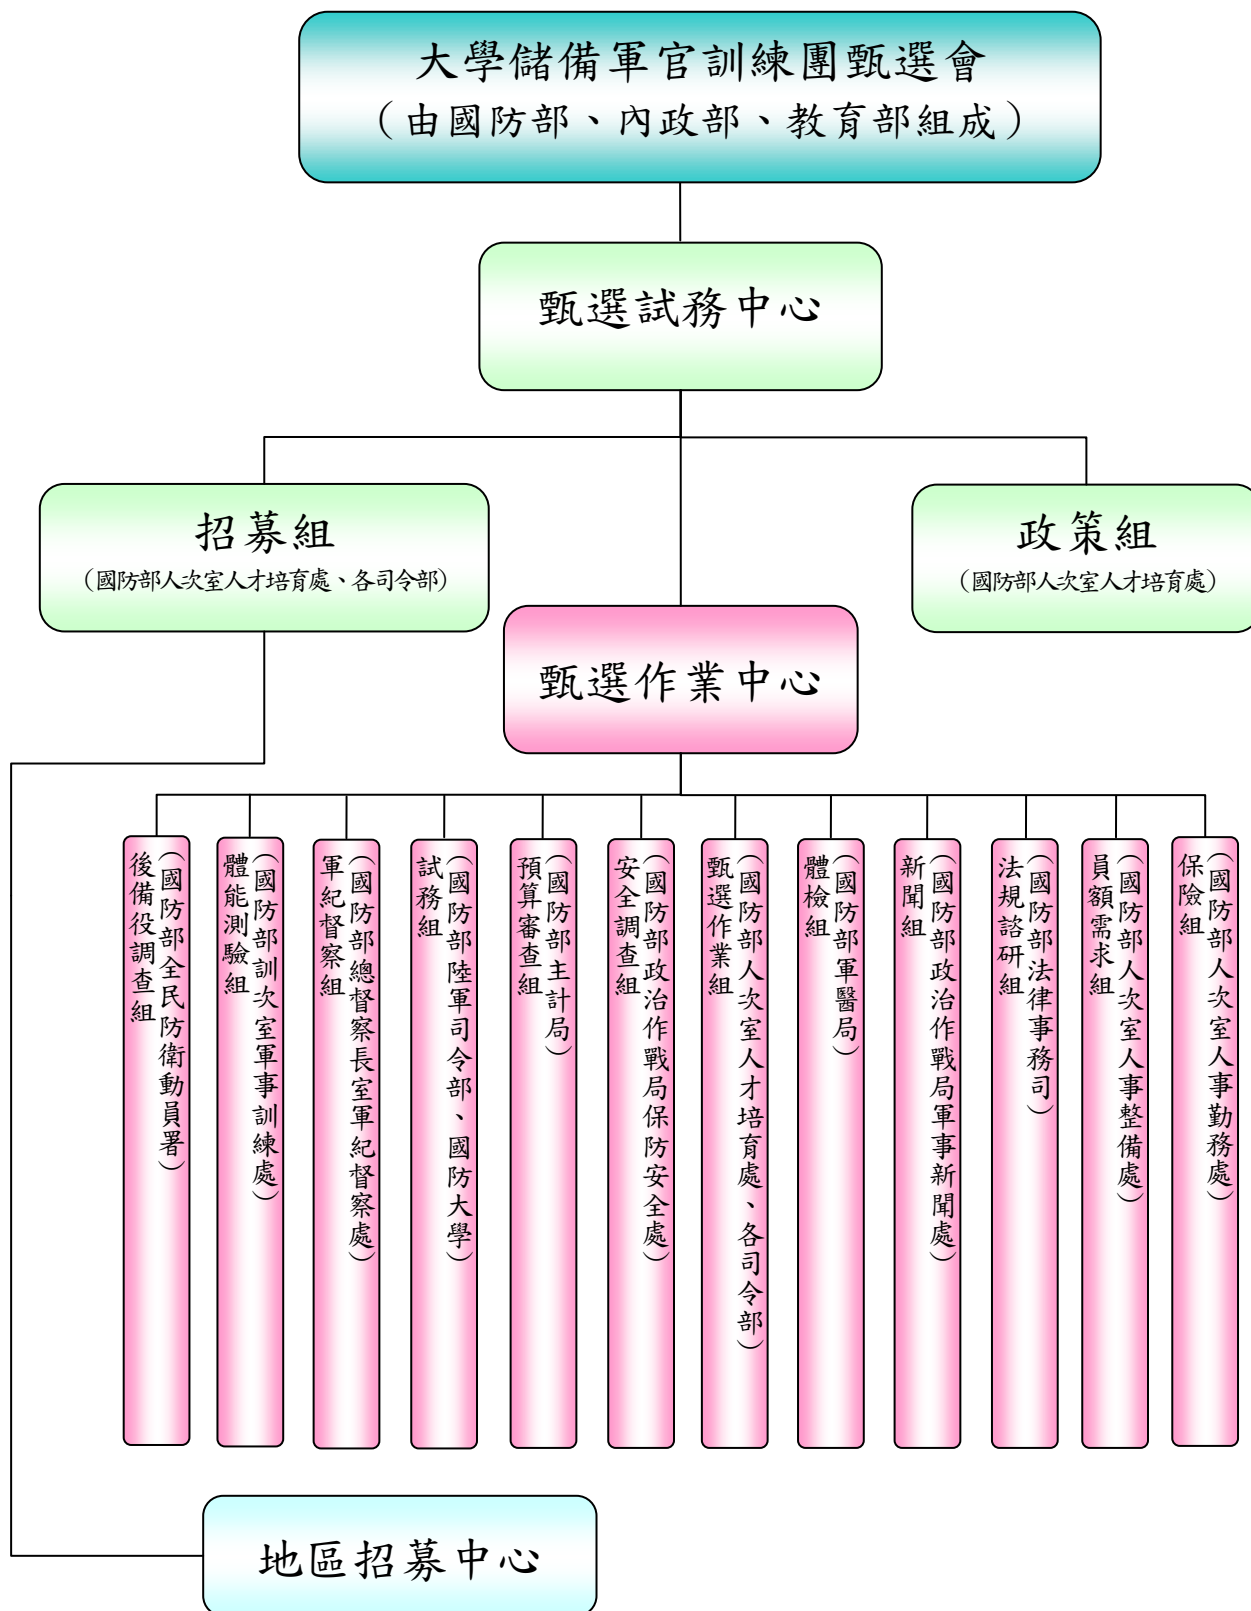 大學儲備軍官訓練團甄選會
（由國防部、內政部、教育部組成）
甄選試務中心
招募組
（國防部人次室人才培育處、各司令部）
政策組
（國防部人次室人才培育處）
甄選作業中心
後備役調查組
（國防部全民防衛動員署）
體能測驗組
（國防部訓次室軍事訓練處）
軍紀督察組
（國防部總督察長室軍紀督察處）
試務組
（國防部陸軍司令部、國防大學）
預算審查組
（國防部主計局）
安全調查組
（國防部政治作戰局保防安全處）
甄選作業組
（國防部人次室人才培育處、各司令部）
體檢組
（國防部軍醫局）
新聞組
（國防部政治作戰局軍事新聞處）
法規諮研組
（國防部法律事務司）
員額需求組
（國防部人次室人事整備處）
保險組
（國防部人次室人事勤務處）
地區招募中心